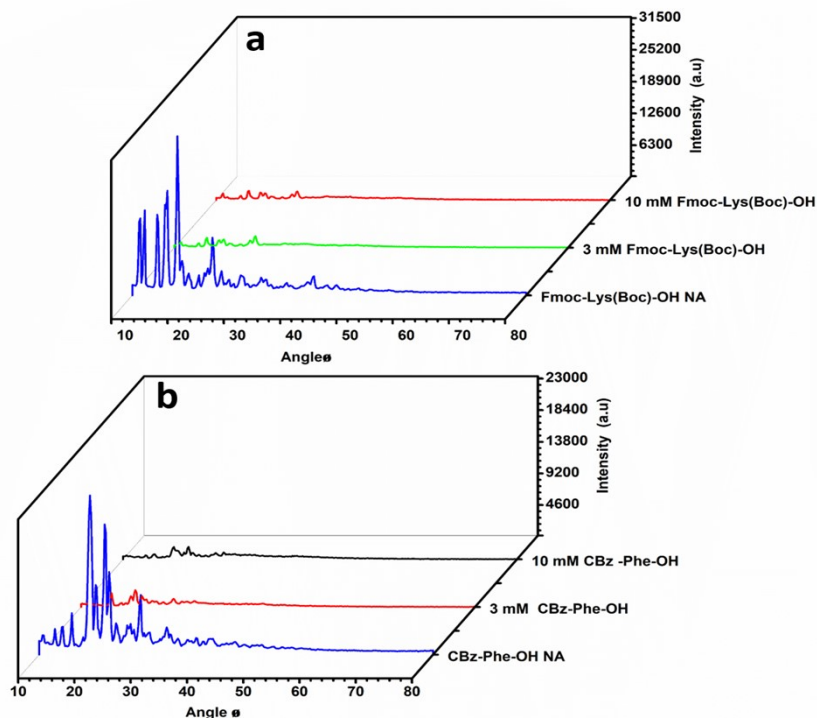 a
31500
25200
18900
12600
6300
Intensity (a.u)
10 mM Fmoc-Lys(Boc)-OH
3 mM Fmoc-Lys(Boc)-OH
Fmoc-Lys(Boc)-OH NA
10 20 30 40 50 60 70 80
Angleø
b
23000
18400
13800
9200
4600
Intensity (a.u)
10 mM CBz -Phe-OH
3 mM CBz-Phe-OH
CBz-Phe-OH NA
10 20 30 40 50 60 70 80
Angle ø